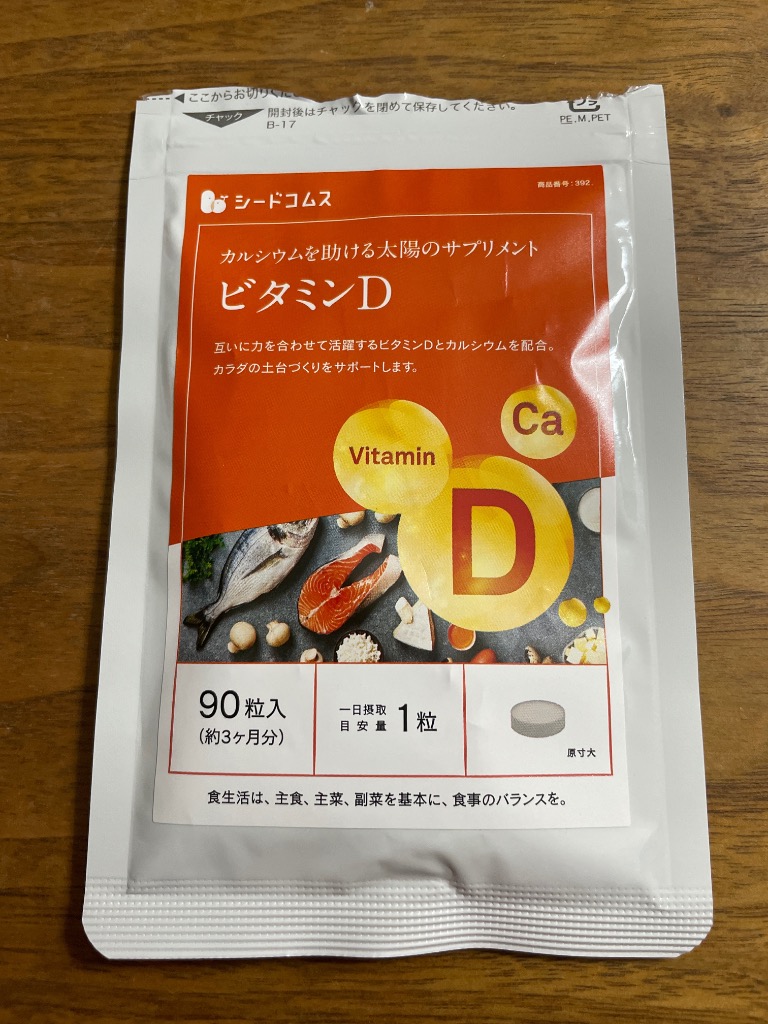 ここからお切りくだ
チャック
開封後はチャックを閉めて保存してください。
B-17
プラ
PE,M,PET
シードコムス
商品番号:392
カルシウムを助ける太陽のサプリメント
ビタミンD
互いに力を合わせて活躍するビタミンDとカルシウムを配合。
カラダの土台づくりをサポートします。
Ca
Vitamin
D
90粒入
(約3ヶ月分)
一日摂取
目安量
1粒
原寸大
食生活は、主食、主菜、副菜を基本に、食事のバランスを。